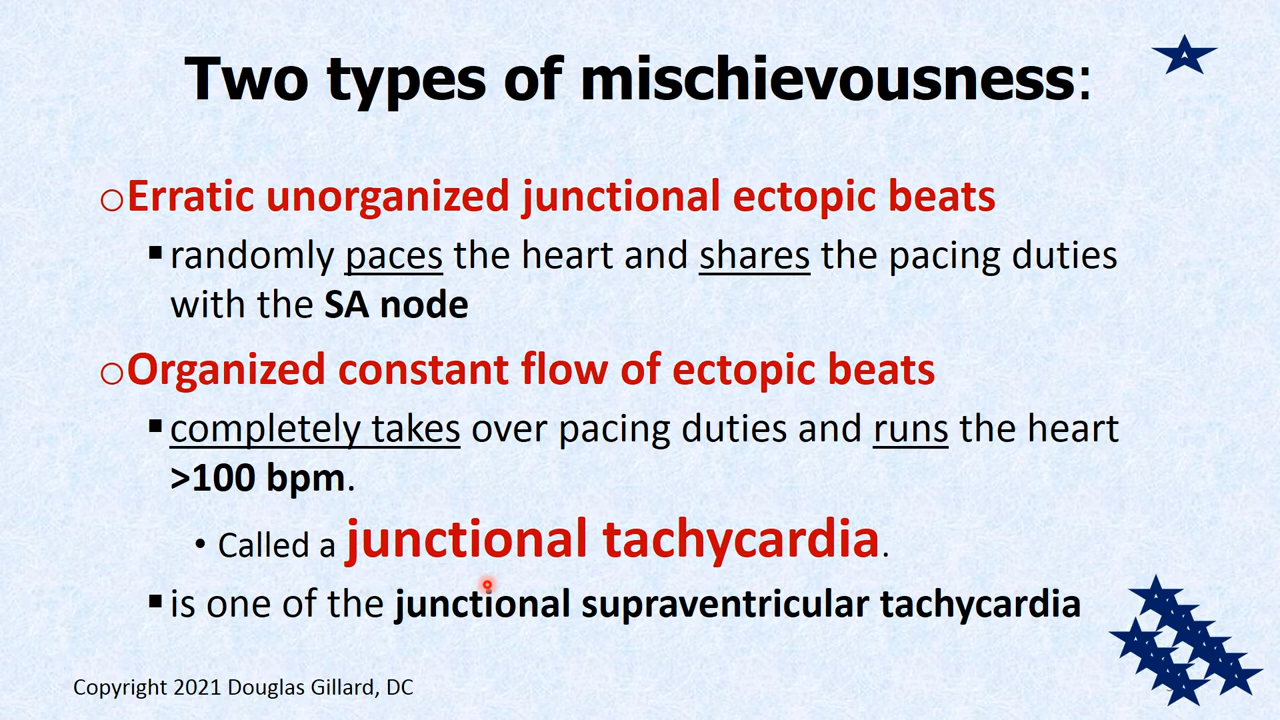 Two types of mischievousness:
oErratic unorganized junctional ectopic beats
▪randomly paces the heart and shares the pacing duties
with the SA node
oOrganized constant flow of ectopic beats
▪completely takes over pacing duties and runs the heart
>100 bpm.
• Called a junctional tachycardia.
▪is one of the junctional supraventricular tachycardia
Copyright 2021 Douglas Gillard, DC